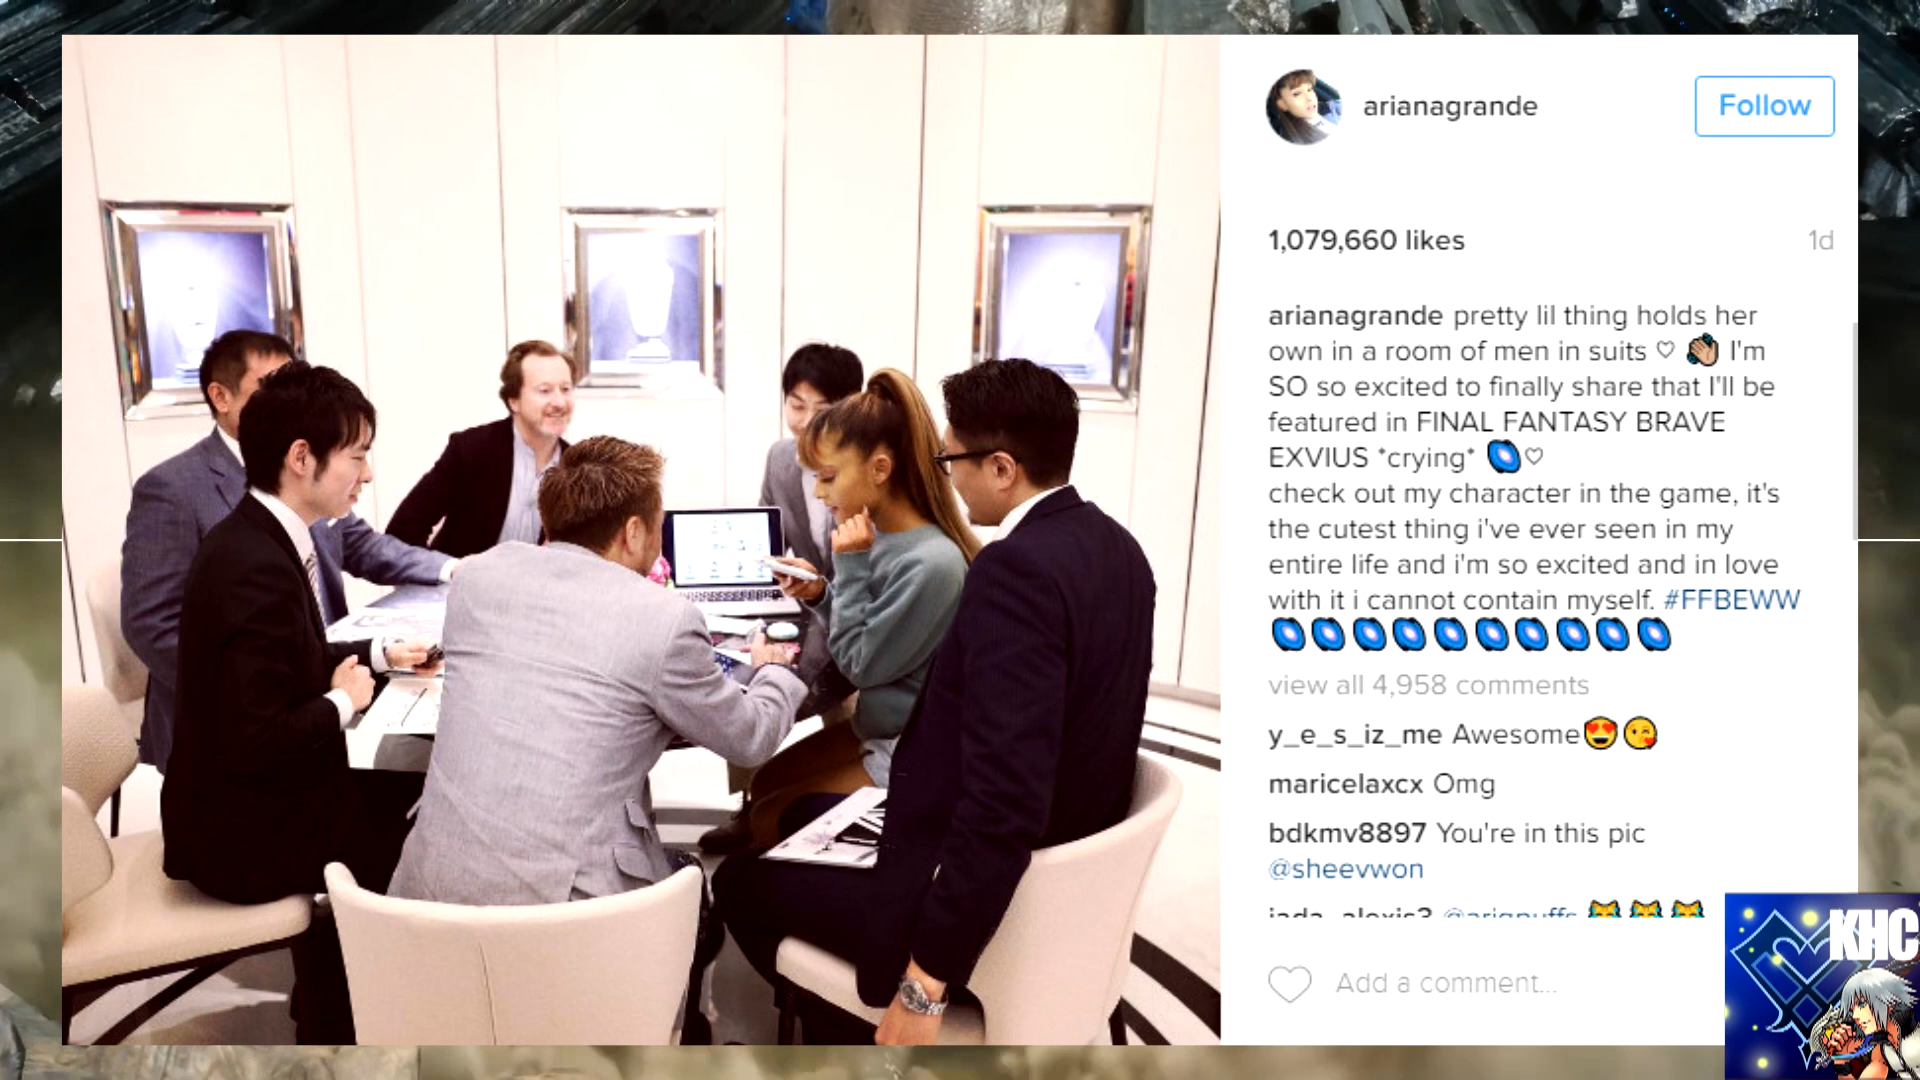 arianagrande
Follow
1,079,660 likes
1d
arianagrande pretty lil thing holds her
own in a room of men in suits ♡ 👏🏽 I'm
SO so excited to finally share that I'll be
featured in FINAL FANTASY BRAVE
EXVIUS *crying* 🌀♡
check out my character in the game, it's
the cutest thing i've ever seen in my
entire life and i'm so excited and in love
with it i cannot contain myself. #FFBEWW
🌀🌀🌀🌀🌀🌀🌀🌀🌀🌀
view all 4,958 comments
y_e_s_iz_me Awesome😍😘
maricelaxcx Omg
bdkmv8897 You're in this pic
@sheevwon
Add a comment...
KHC